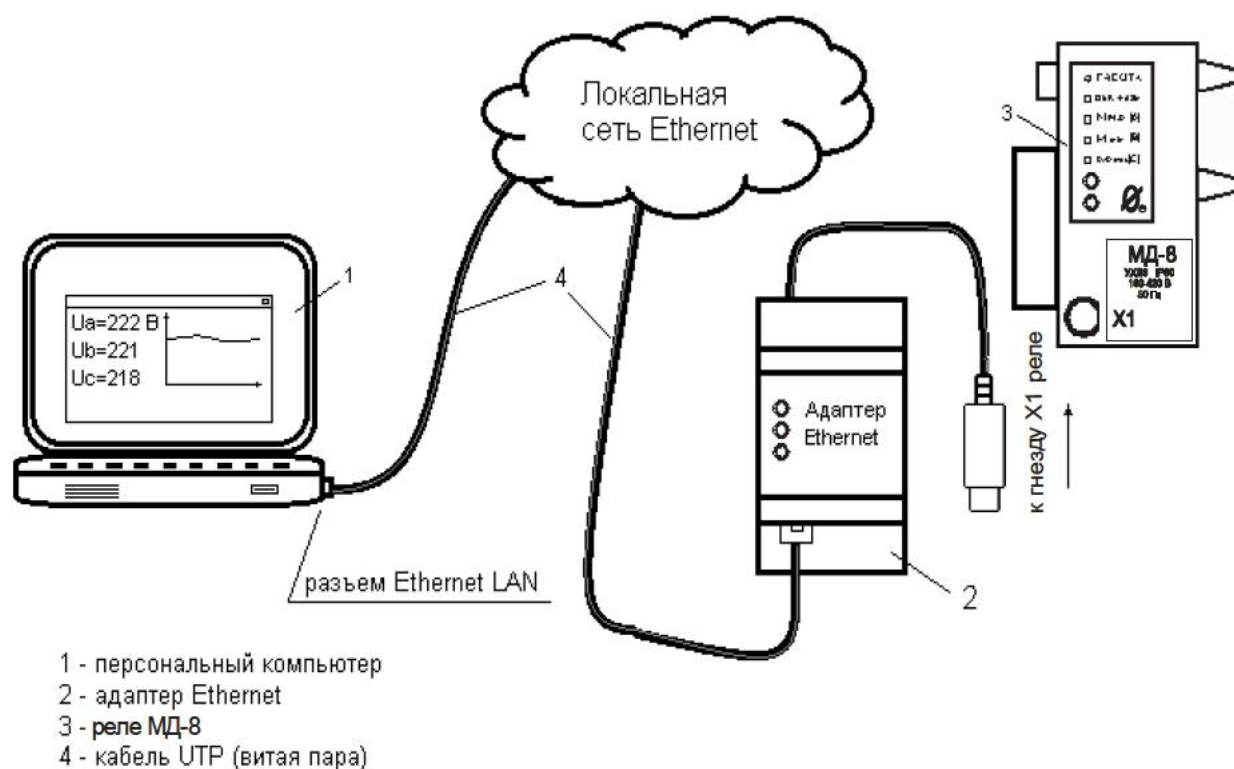 Локальная
сеть Ethernet
3
МД-8
50 Гц
X1
1
Ua=222 В
Ub=221
Uc=218
4
Адаптер
Ethernet
к гнезду X1 реле
разъем Ethernet LAN
2
1 - персональный компьютер
2 - адаптер Ethernet
3 - реле МД-8
4 - кабель UTP (витая пара)